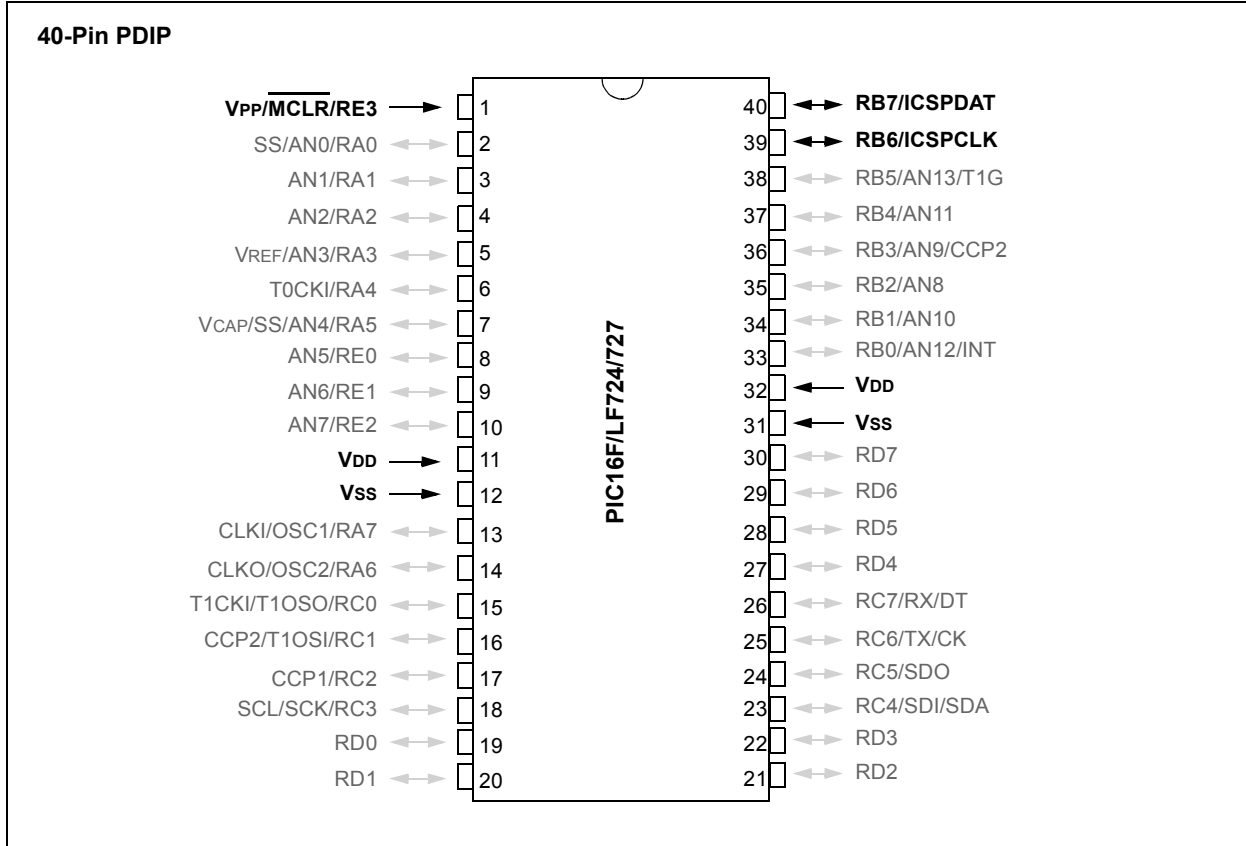 40-Pin PDIP
VPP/MCLR/RE3 1
SS/AN0/RA0 2
AN1/RA1 3
AN2/RA2 4
VREF/AN3/RA3 5
T0CKI/RA4 6
VCAP/SS/AN4/RA5 7
AN5/RE0 8
AN6/RE1 9
AN7/RE2 10
VDD 11
VSS 12
CLKI/OSC1/RA7 13
CLKO/OSC2/RA6 14
T1CKI/T1OSO/RC0 15
CCP2/T1OSI/RC1 16
CCP1/RC2 17
SCL/SCK/RC3 18
RD0 19
RD1 20
PIC16F/LF724/727
40 RB7/ICSPDAT
39 RB6/ICSPCLK
38 RB5/AN13/T1G
37 RB4/AN11
36 RB3/AN9/CCP2
35 RB2/AN8
34 RB1/AN10
33 RB0/AN12/INT
32 VDD
31 VSS
30 RD7
29 RD6
28 RD5
27 RD4
26 RC7/RX/DT
25 RC6/TX/CK
24 RC5/SDO
23 RC4/SDI/SDA
22 RD3
21 RD2